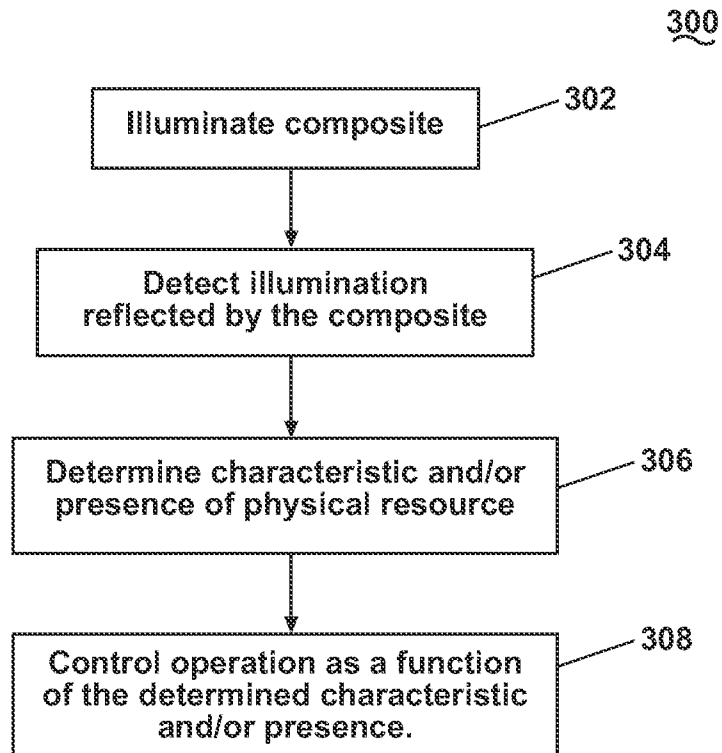 300
Illuminate composite
302
Detect illumination
reflected by the composite
304
Determine characteristic and/or
presence of physical resource
306
Control operation as a function
of the determined characteristic
and/or presence.
308